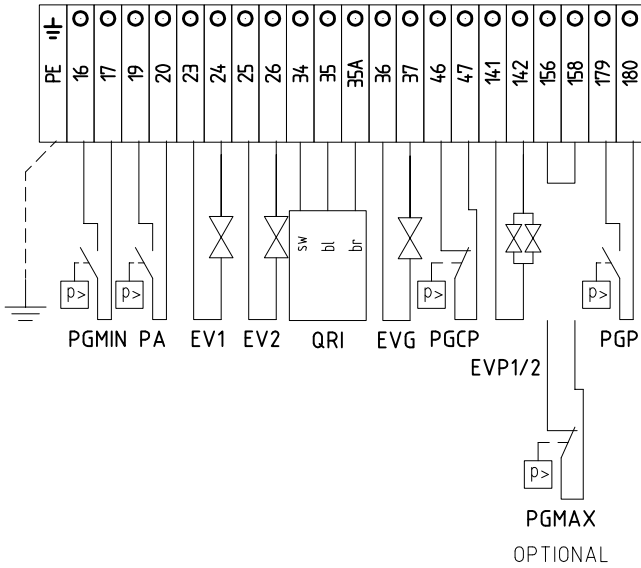 PE 16 17 19 20 23 24 25 26 34 35 35A 36 37 46 47 141 142 156 158 179 180
sw bl br
p> p> p> p>
PGMIN PA EV1 EV2 QRI EVG PGCP PGP
EVP1/2
p>
PGMAX
OPTIONAL